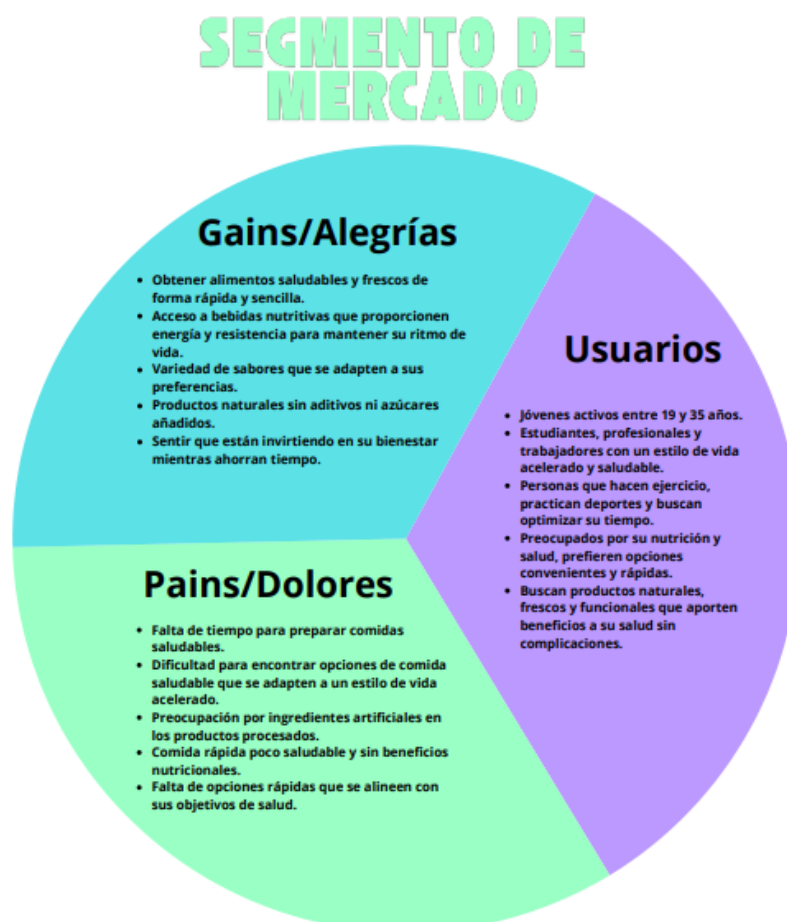 SEGMENTO DE
MERCADO
Gains/Alegrías
• Obtener alimentos saludables y frescos de
forma rápida y sencilla.
• Acceso a bebidas nutritivas que proporcionen
energía y resistencia para mantener su ritmo de
vida.
• Variedad de sabores que se adapten a sus
preferencias.
• Productos naturales sin aditivos ni azúcares
añadidos.
• Sentir que están invirtiendo en su bienestar
mientras ahorran tiempo.
Usuarios
• Jóvenes activos entre 19 y 35 años.
• Estudiantes, profesionales y
trabajadores con un estilo de vida
acelerado y saludable.
• Personas que hacen ejercicio,
practican deportes y buscan
optimizar su tiempo.
• Preocupados por su nutrición y
salud, prefieren opciones
convenientes y rápidas.
• Buscan productos naturales,
frescos y funcionales que aporten
beneficios a su salud sin
complicaciones.
Pains/Dolores
• Falta de tiempo para preparar comidas
saludables.
• Dificultad para encontrar opciones de comida
saludable que se adapten a un estilo de vida
acelerado.
• Preocupación por ingredientes artificiales en
los productos procesados.
• Comida rápida poco saludable y sin beneficios
nutricionales.
• Falta de opciones rápidas que se alineen con
sus objetivos de salud.